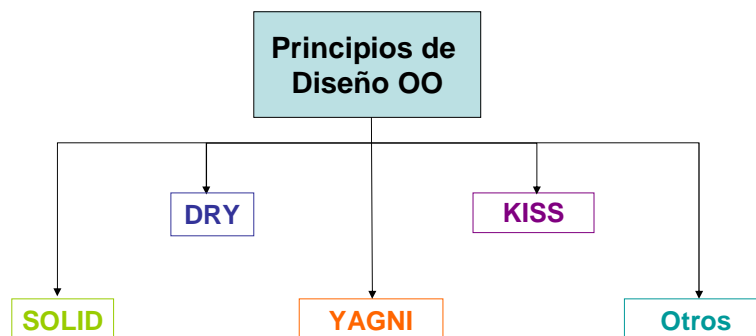 Principios de
Diseño OO
DRY
KISS
SOLID
YAGNI
Otros